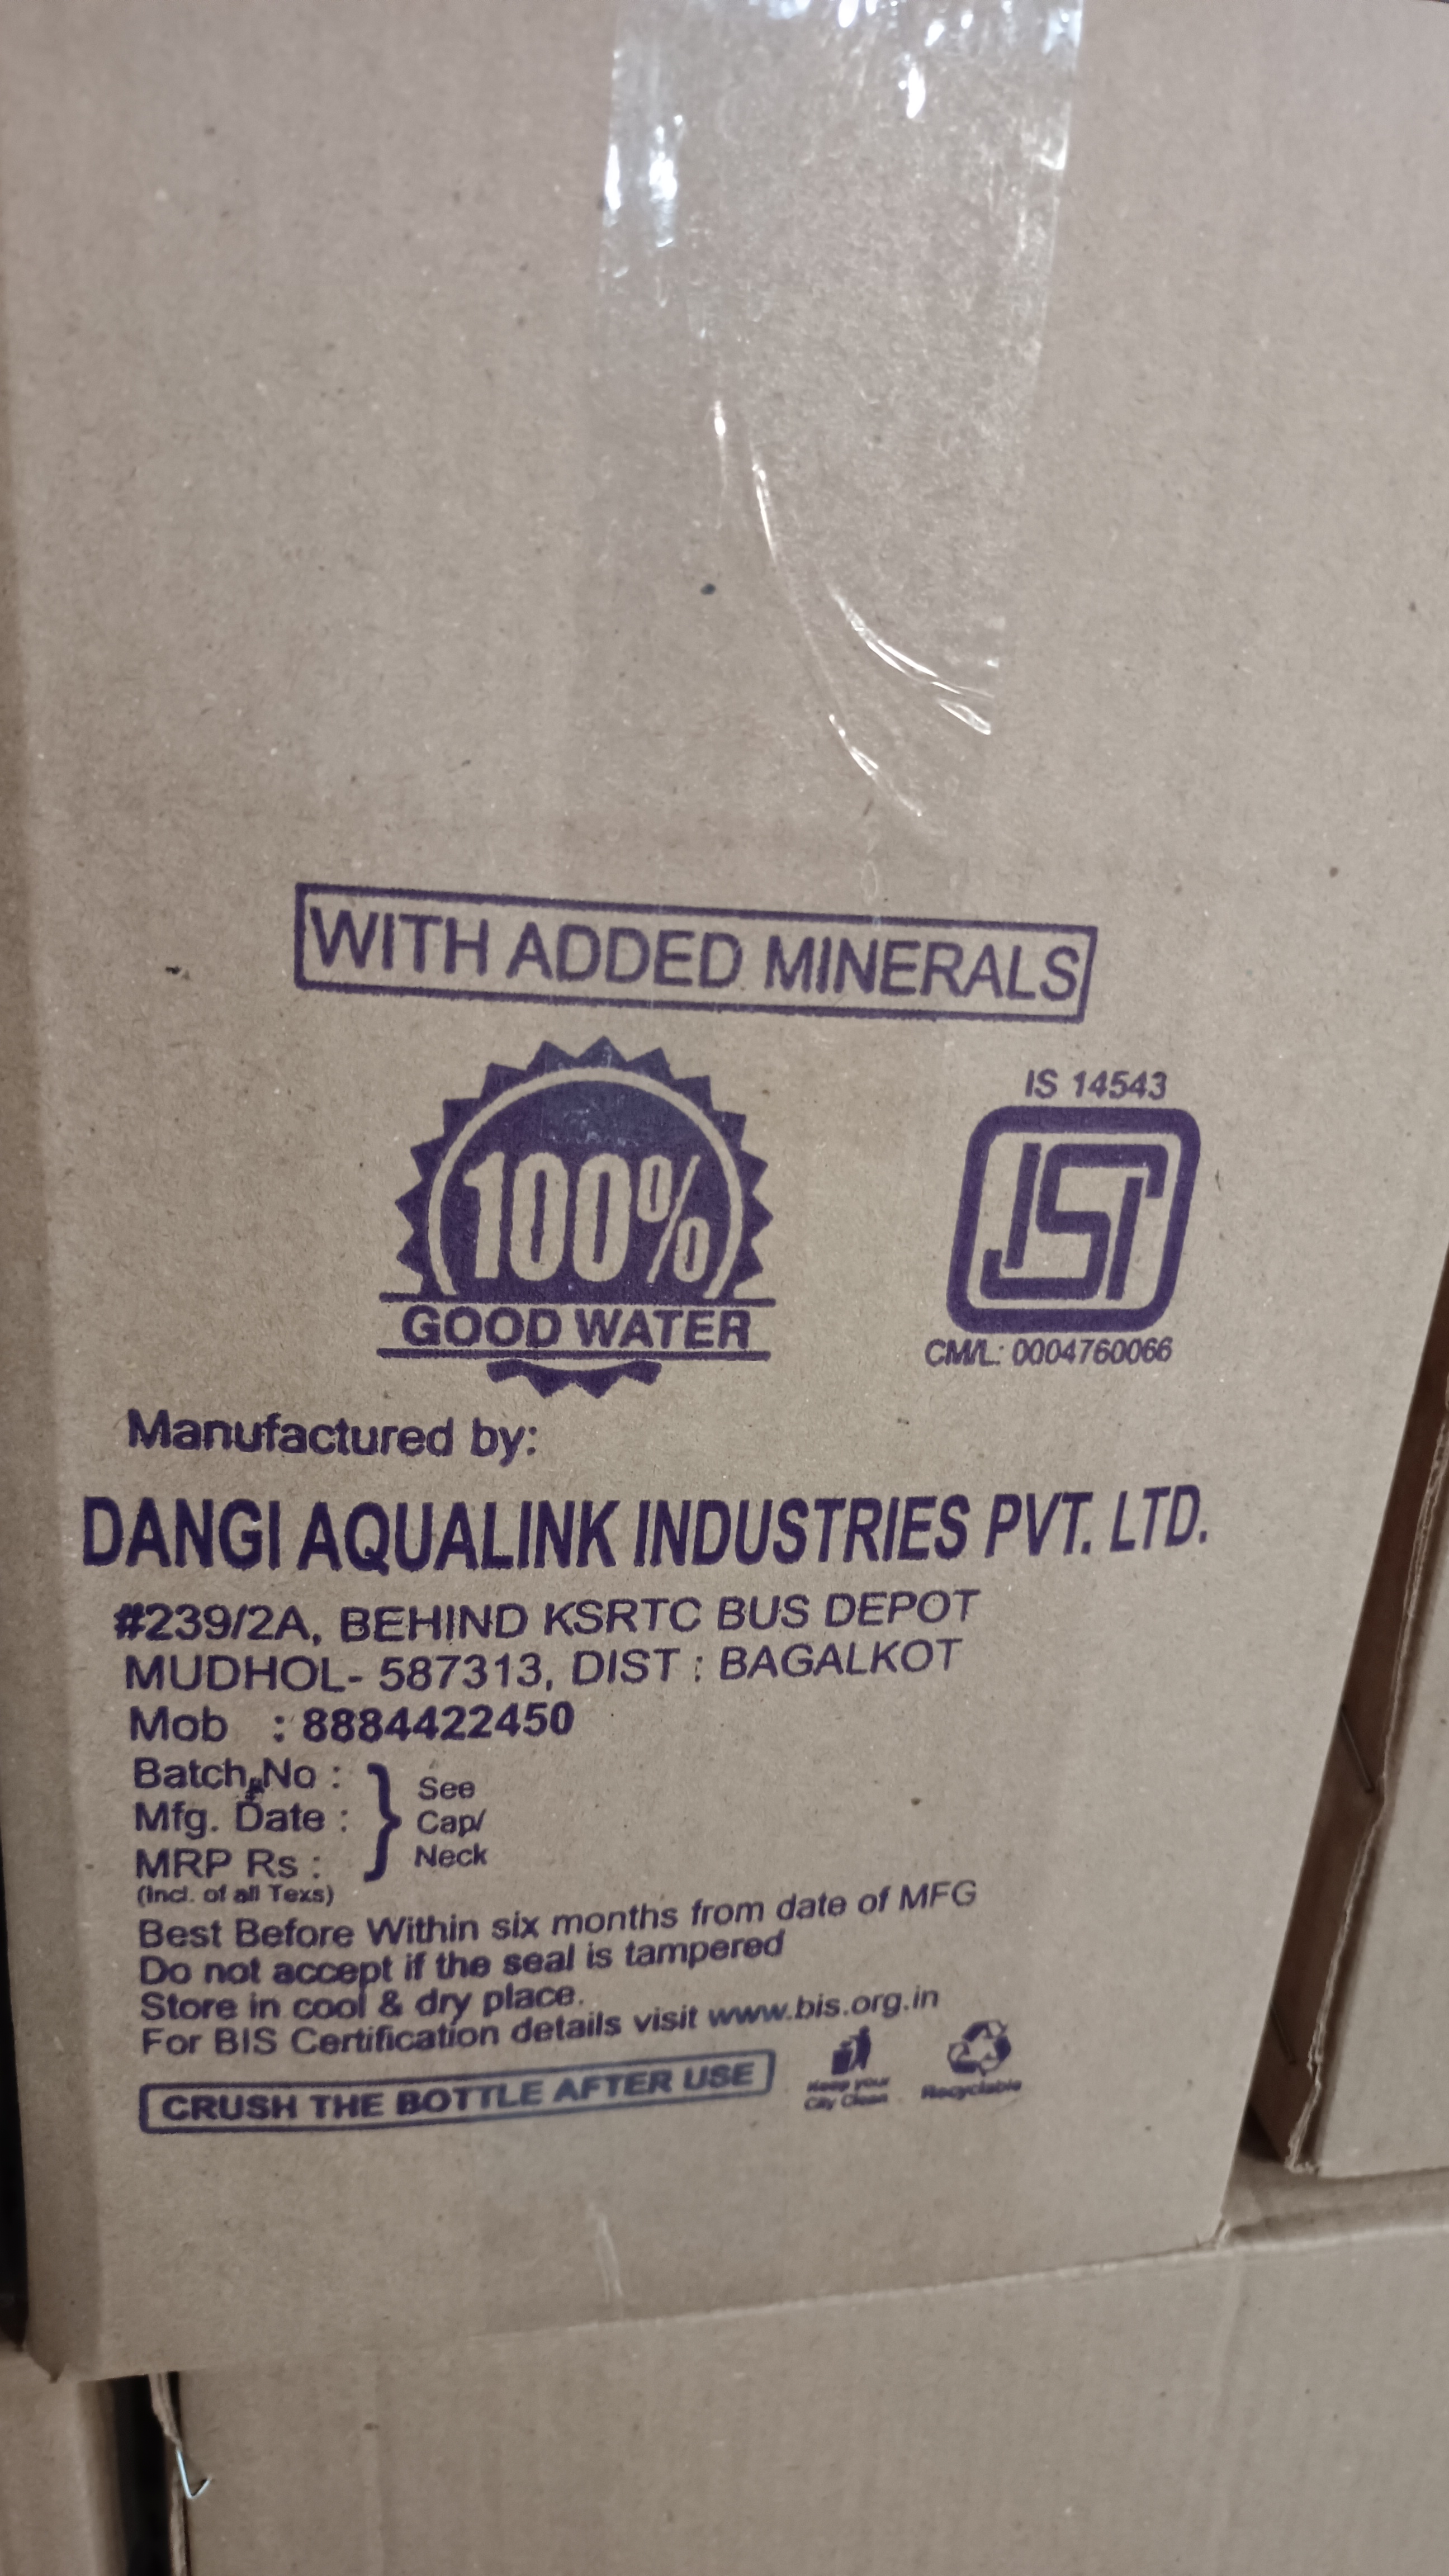 WITH ADDED MINERALS
100%
GOOD WATER
IS 14543
ISI
CM/L: 0004760066
Manufactured by:
DANGI AQUALINK INDUSTRIES PVT. LTD.
#239/2A, BEHIND KSRTC BUS DEPOT
MUDHOL- 587313, DIST : BAGALKOT
Mob : 8884422450
Batch No :
Mfg. Date :
MRP Rs :
(Incl. of all Texs)
See
Cap/
Neck
Best Before Within six months from date of MFG
Do not accept if the seal is tampered
Store in cool & dry place.
For BIS Certification details visit www.bis.org.in
CRUSH THE BOTTLE AFTER USE
Keep your
City Clean
Recyclable